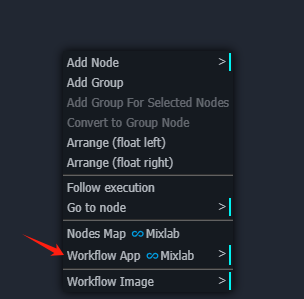 Add Node >
Add Group
Add Group For Selected Nodes
Convert to Group Node
Arrange (float left)
Arrange (float right)
Follow execution
Go to node >
Nodes Map ∞Mixlab
Workflow App ∞Mixlab >
Workflow Image >